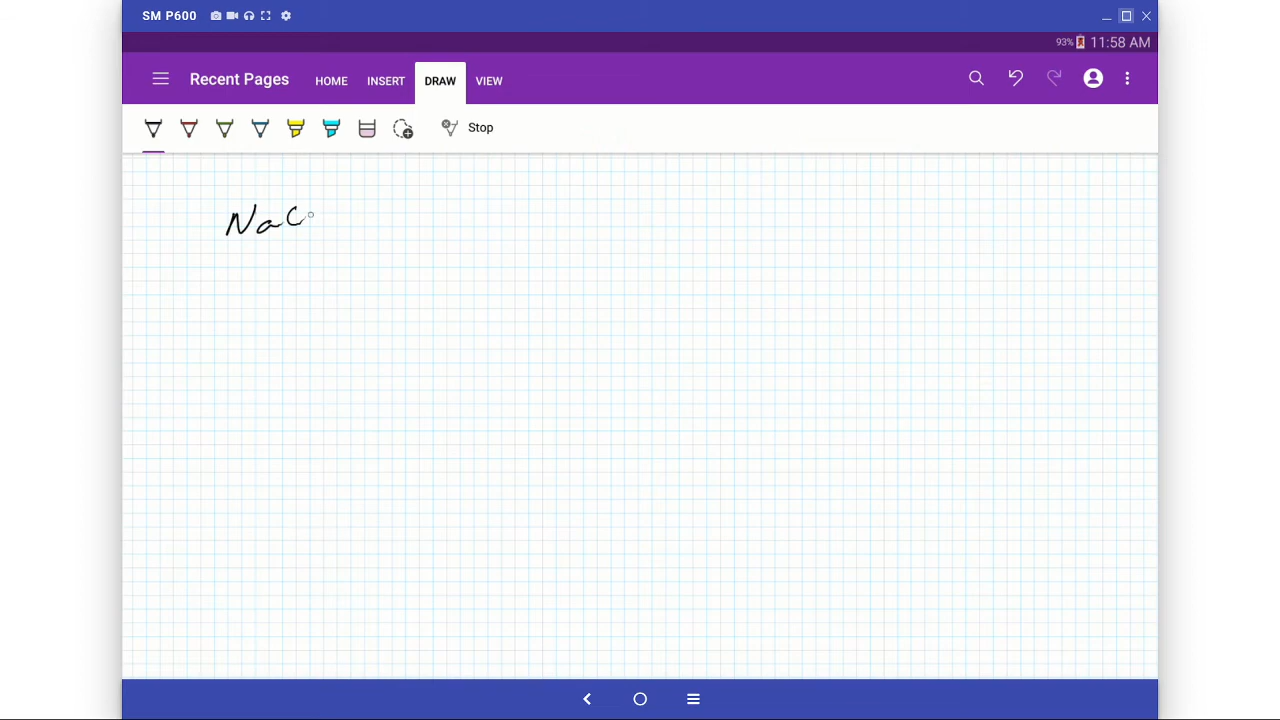 SM P600
93% 11:58 AM
Recent Pages HOME INSERT DRAW VIEW
Stop
NaC